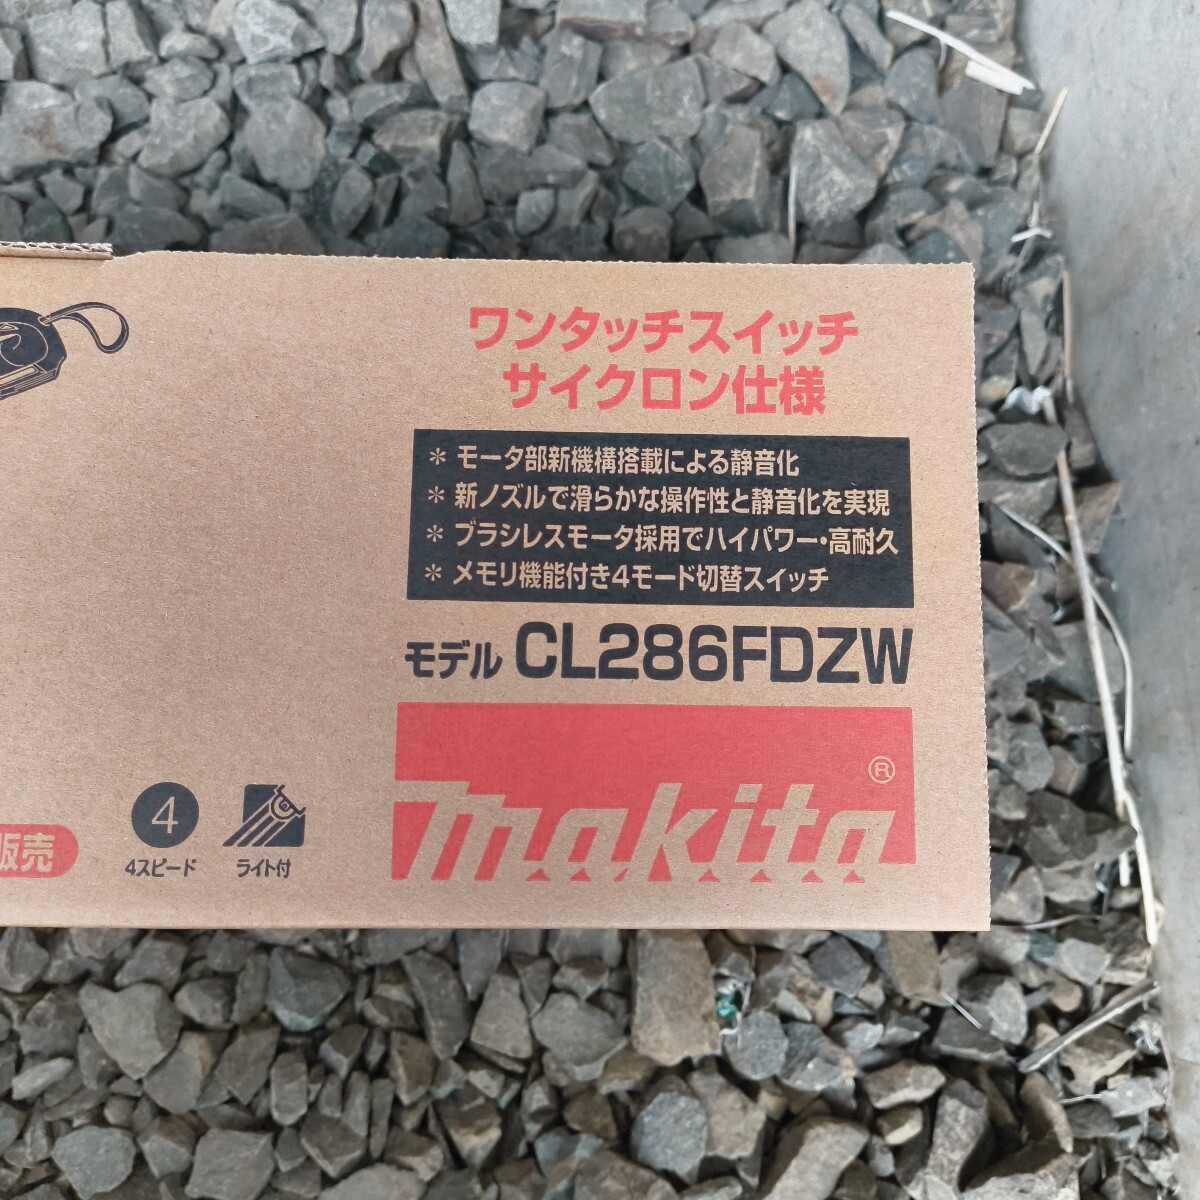 ワンタッチスイッチ
サイクロン仕様
＊ モータ部新機構搭載による静音化
＊ 新ノズルで滑らかな操作性と静音化を実現
＊ ブラシレスモータ採用でハイパワー・高耐久
＊ メモリ機能付き4モード切替スイッチ
モデル CL286FDZW
makita®
販売
4
4スピード
ライト付